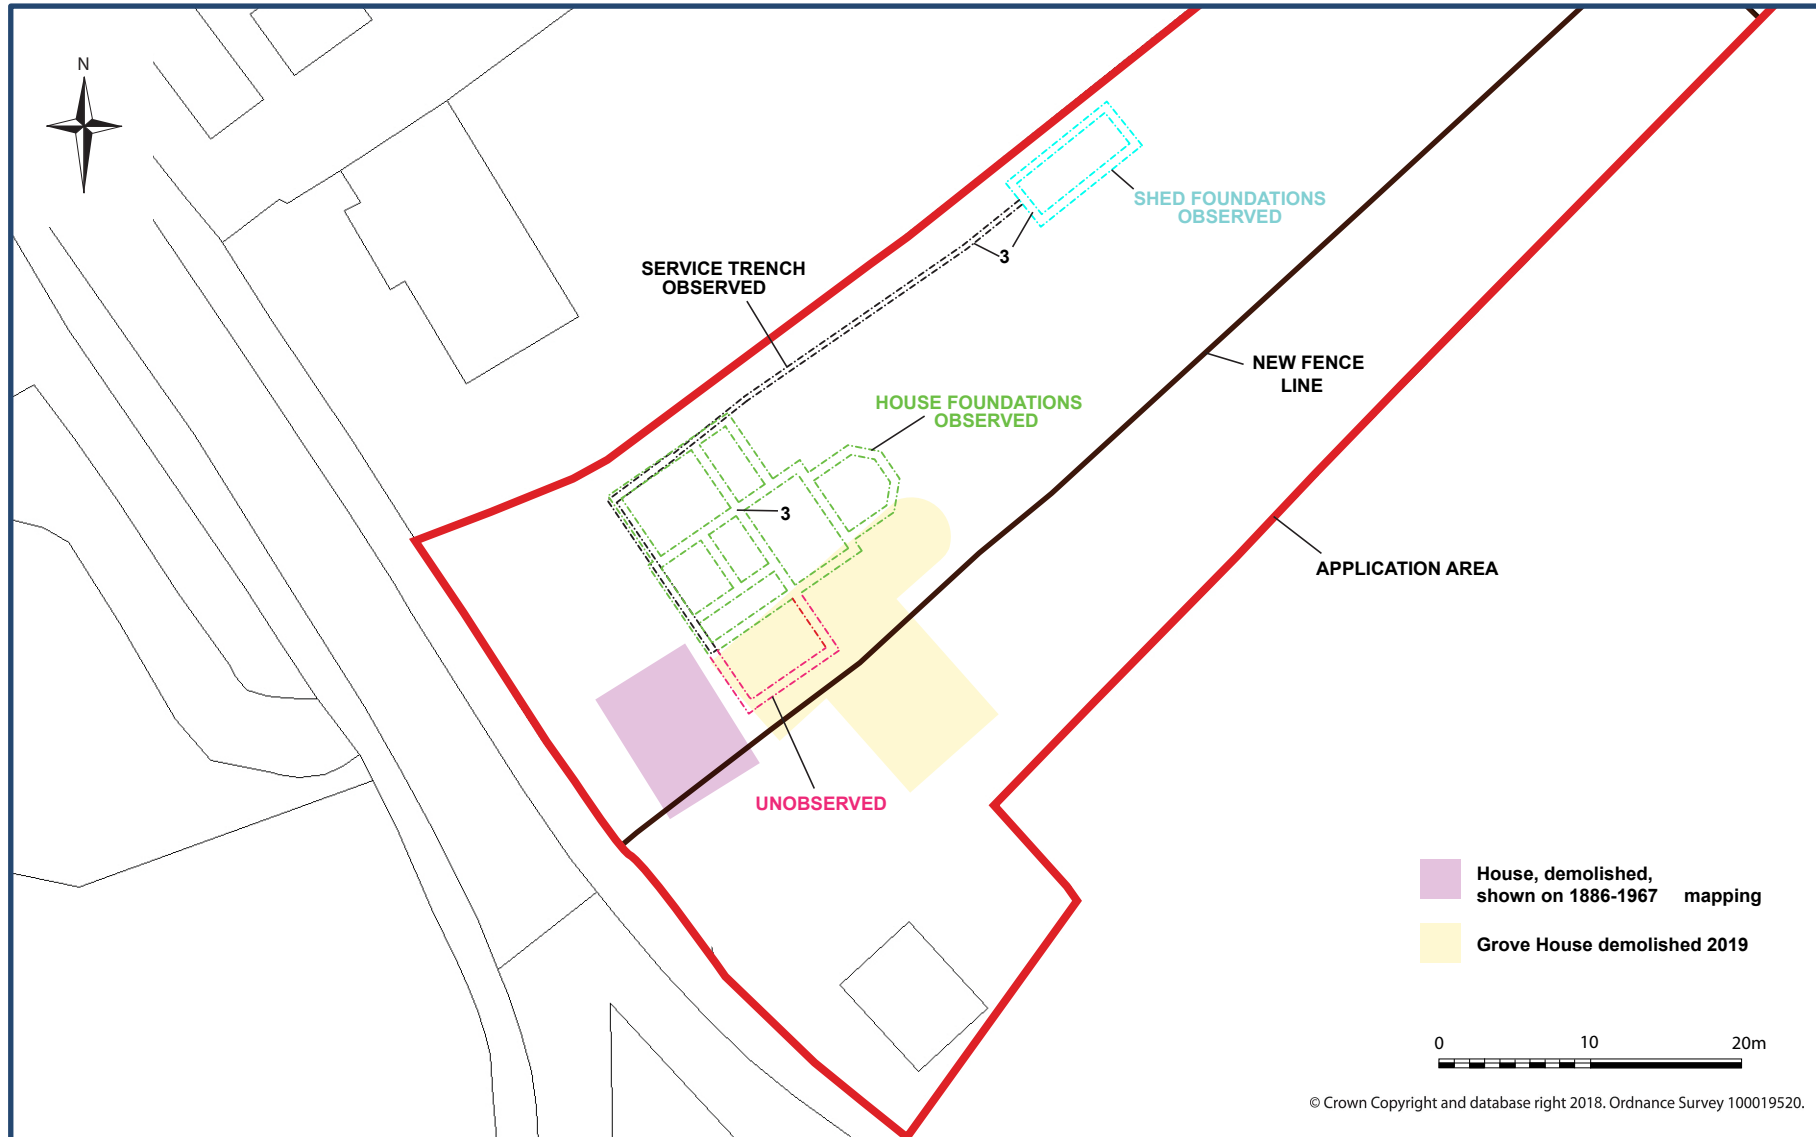 N
SHED FOUNDATIONS
OBSERVED
3
SERVICE TRENCH
OBSERVED
NEW FENCE
LINE
HOUSE FOUNDATIONS
OBSERVED
3
APPLICATION AREA
UNOBSERVED
House, demolished,
shown on 1886-1967 mapping
Grove House demolished 2019
0 10 20m
© Crown Copyright and database right 2018. Ordnance Survey 100019520.